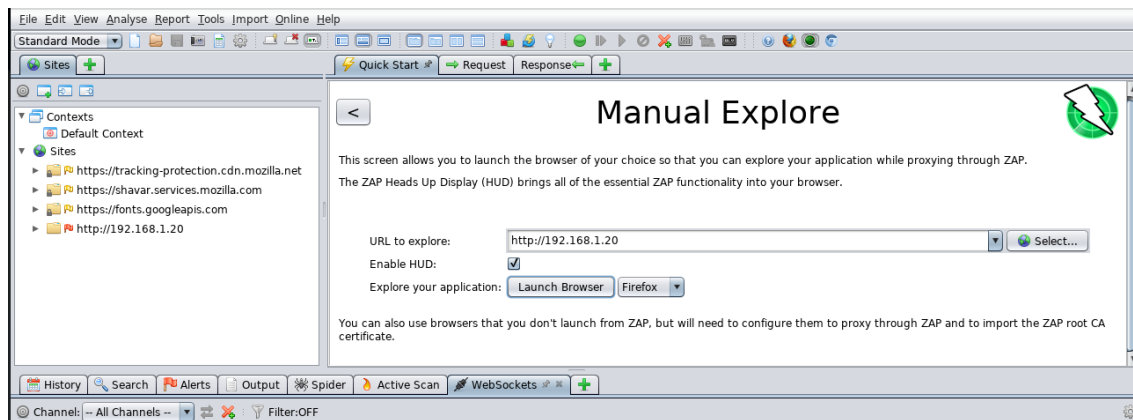 File Edit View Analyse Report Tools Import Online Help
Standard Mode
Sites
Quick Start Request Response
Contexts
Default Context
Sites
https://tracking-protection.cdn.mozilla.net
https://shavar.services.mozilla.com
https://fonts.googleapis.com
http://192.168.1.20
<
Manual Explore
This screen allows you to launch the browser of your choice so that you can explore your application while proxying through ZAP.
The ZAP Heads Up Display (HUD) brings all of the essential ZAP functionality into your browser.
URL to explore: http://192.168.1.20 Select...
Enable HUD:
Explore your application: Launch Browser Firefox
You can also use browsers that you don't launch from ZAP, but will need to configure them to proxy through ZAP and to import the ZAP root CA
certificate.
History Search Alerts Output Spider Active Scan WebSockets
Channel: -- All Channels -- Filter:OFF